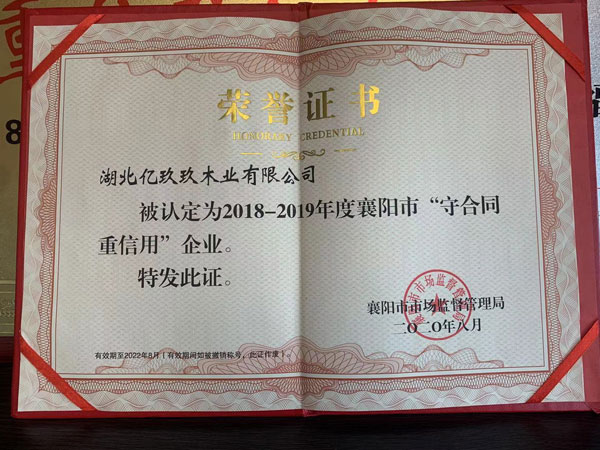 荣誉证书
HONORARY CREDENTIAL
湖北亿玖玖木业有限公司
被认定为2018-2019年度襄阳市“守合同
重信用”企业。
特发此证。
襄阳市市场监督管理局
二〇二〇年八月
有效期至2022年8月（有效期间如被撤销称号，此证作废）。